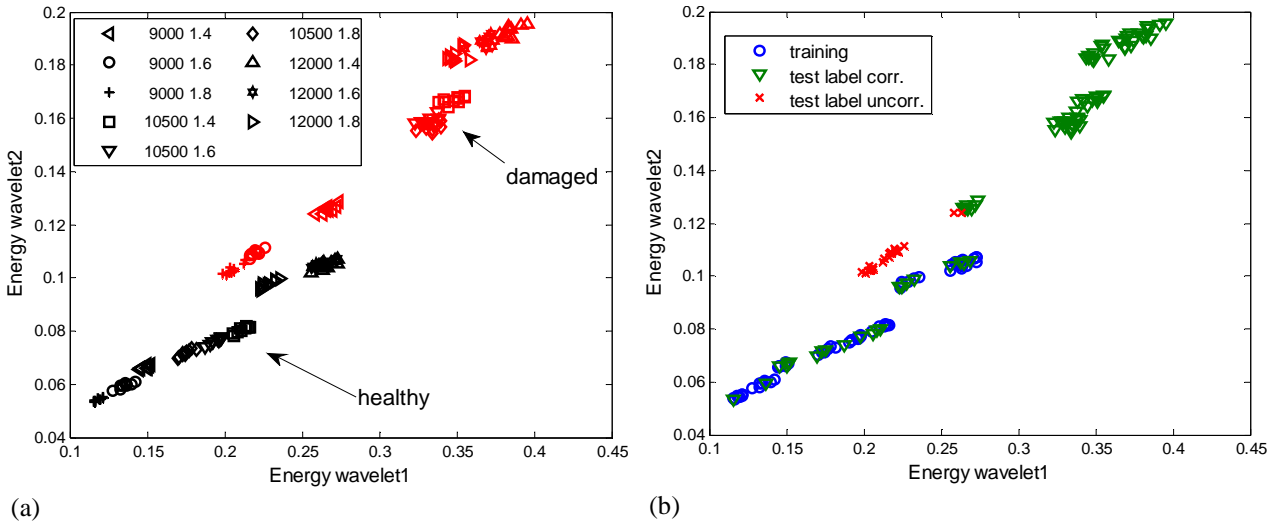 0.2
0.18
0.16
0.14
0.12
0.1
0.08
0.06
0.04
Energy wavelet2
9000 1.4
9000 1.6
9000 1.8
10500 1.4
10500 1.6
10500 1.8
12000 1.4
12000 1.6
12000 1.8
damaged
healthy
0.1 0.15 0.2 0.25 0.3 0.35 0.4 0.45
Energy wavelet1
(a)
0.2
0.18
0.16
0.14
0.12
0.1
0.08
0.06
0.04
Energy wavelet2
training
test label corr.
test label uncorr.
0.1 0.15 0.2 0.25 0.3 0.35 0.4 0.45
Energy wavelet1
(b)